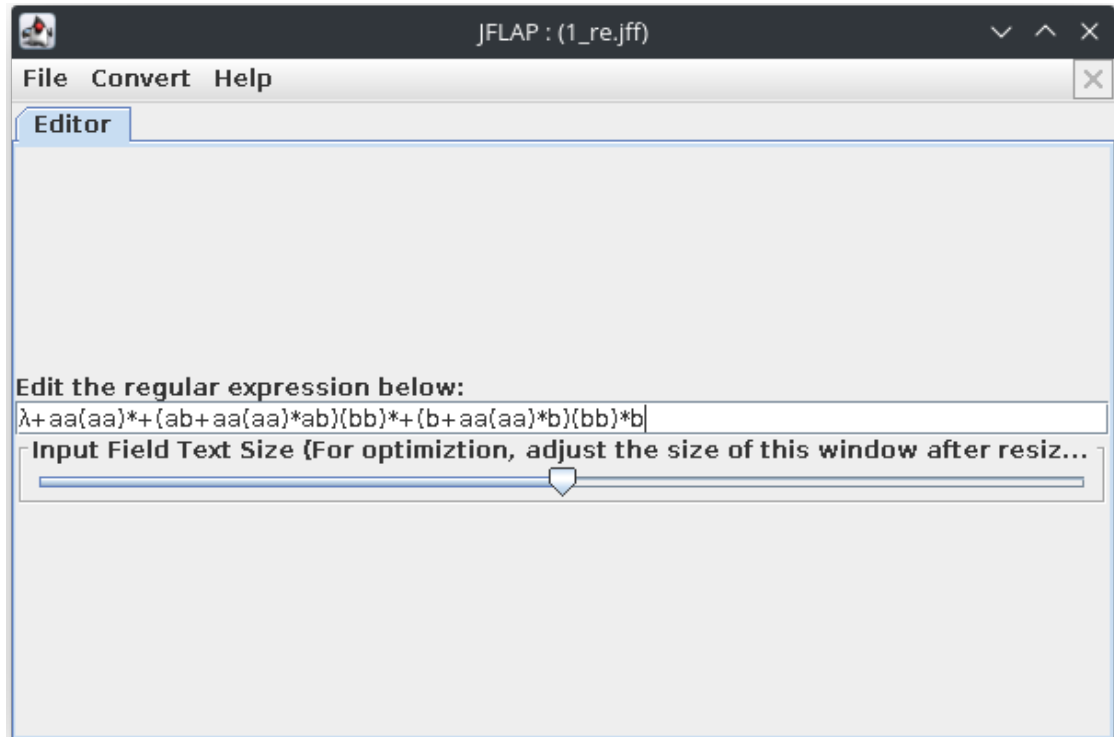 JFLAP : (1_re.jff)
File Convert Help
Editor
Edit the regular expression below:
λ+aa(aa)*+(ab+aa(aa)*ab)(bb)*+(b+aa(aa)*b)(bb)*b
Input Field Text Size (For optimiztion, adjust the size of this window after resiz...